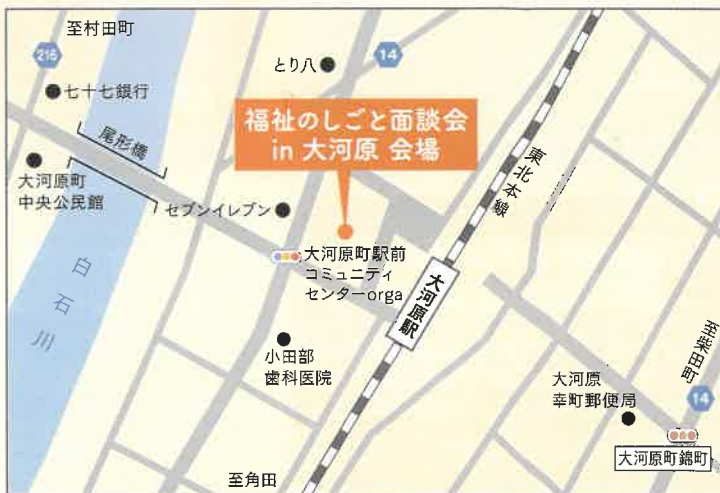 至村田町
216
七十七銀行
尾形橋
大河原町
中央公民館
白石川
とり八
14
福祉のしごと面談会
in 大河原 会場
セブンイレブン
大河原町駅前
コミュニティ
センターorga
小田部
歯科医院
東北本線
大河原駅
至角田
大河原
幸町郵便局
至柴田町
14
大河原町錦町